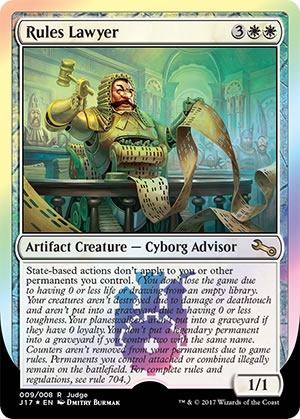 Rules Lawyer 3
Artifact Creature — Cyborg Advisor
State-based actions don't apply to you or other
permanents you control. (You don't lose the game due
to having 0 or less life or drawing from an empty library.
Your creatures aren't destroyed due to damage or deathtouch
and aren't put into a graveyard due to having 0 or less
toughness. Your planeswalkers aren't put into a graveyard if
they have 0 loyalty. You don't put a legendary permanent
into a graveyard if you control two with the same name.
Counters aren't removed from your permanents due to game
rules. Permanents you control attached or combined illegally
remain on the battlefield. For complete rules and
regulations, see rule 704.)
1/1
009/008 R Judge
J17 ★ EN Dmitry Burmak
™ & © 2017 Wizards of the Coast